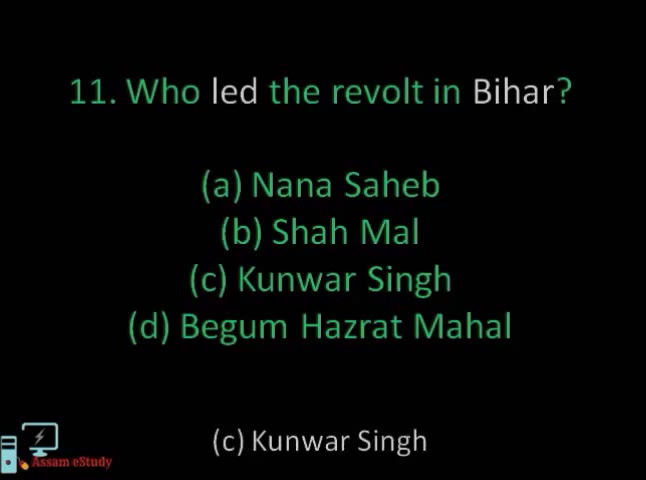 11. Who led the revolt in Bihar?
(a) Nana Saheb
(b) Shah Mal
(c) Kunwar Singh
(d) Begum Hazrat Mahal
(c) Kunwar Singh
Assam eStudy